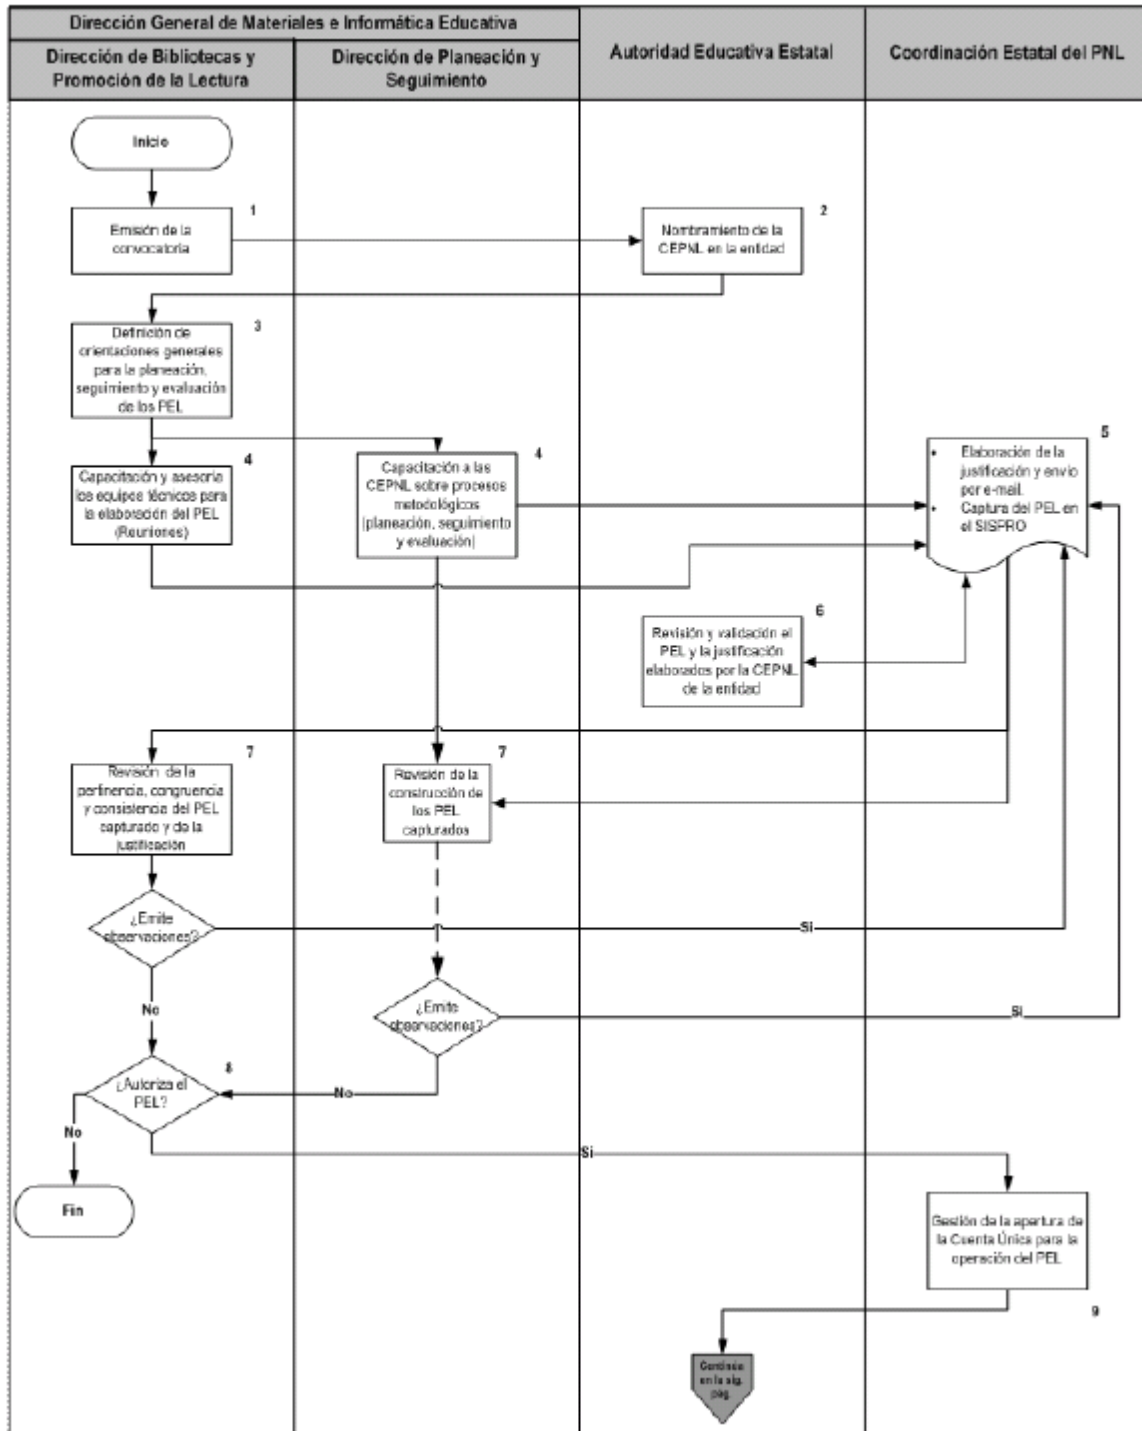 Dirección General de Materiales e Informática Educativa
Dirección de Bibliotecas y
Promoción de la Lectura
Dirección de Planeación y
Seguimiento
Autoridad Educativa Estatal
Coordinación Estatal del PNL
Inicio
1
Emisión de la
convocatoria
2
Nombramiento de la
CEPNL en la entidad
3
Definición de
orientaciones generales
para la planeación,
seguimiento y evaluación
de los PEL
4
Capacitación y asesoría
los equipos técnicos para
la elaboración del PEL
(Reuniones)
4
Capacitación a las
CEPNL sobre procesos
metodológicos
(planeación, seguimiento
y evaluación)
5
• Elaboración de la
justificación y envío
por e-mail.
• Captura del PEL en
el SISPRO
6
Revisión y validación el
PEL y la justificación
elaborados por la CEPNL
de la entidad
7
Revisión de la
pertinencia, congruencia
y consistencia del PEL
capturado y de la
justificación
7
Revisión de la
construcción de
los PEL
capturados
¿Emite
observaciones?
Si
No
¿Emite
observaciones?
Si
No
8
¿Autoriza el
PEL?
No
Si
Fin
Gestión de la apertura de
la Cuenta Única para la
operación del PEL
9
Continúa
en la sig.
pag.